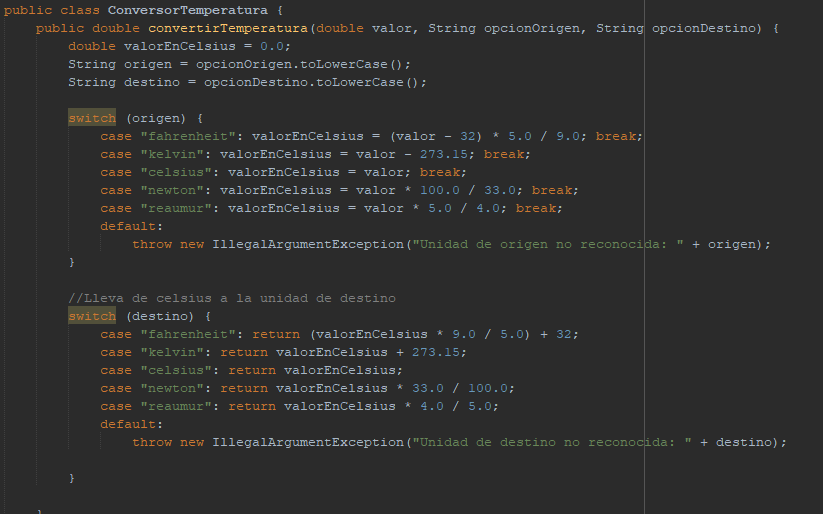 public class ConversorTemperatura {
public double convertirTemperatura(double valor, String opcionOrigen, String opcionDestino) {
double valorEnCelsius = 0.0;
String origen = opcionOrigen.toLowerCase();
String destino = opcionDestino.toLowerCase();
switch (origen) {
case "fahrenheit": valorEnCelsius = (valor - 32) * 5.0 / 9.0; break;
case "kelvin": valorEnCelsius = valor - 273.15; break;
case "celsius": valorEnCelsius = valor; break;
case "newton": valorEnCelsius = valor * 100.0 / 33.0; break;
case "reaumur": valorEnCelsius = valor * 5.0 / 4.0; break;
default:
throw new IllegalArgumentException("Unidad de origen no reconocida: " + origen);
}
//Lleva de celsius a la unidad de destino
switch (destino) {
case "fahrenheit": return (valorEnCelsius * 9.0 / 5.0) + 32;
case "kelvin": return valorEnCelsius + 273.15;
case "celsius": return valorEnCelsius;
case "newton": return valorEnCelsius * 33.0 / 100.0;
case "reaumur": return valorEnCelsius * 4.0 / 5.0;
default:
throw new IllegalArgumentException("Unidad de destino no reconocida: " + destino);
}
}